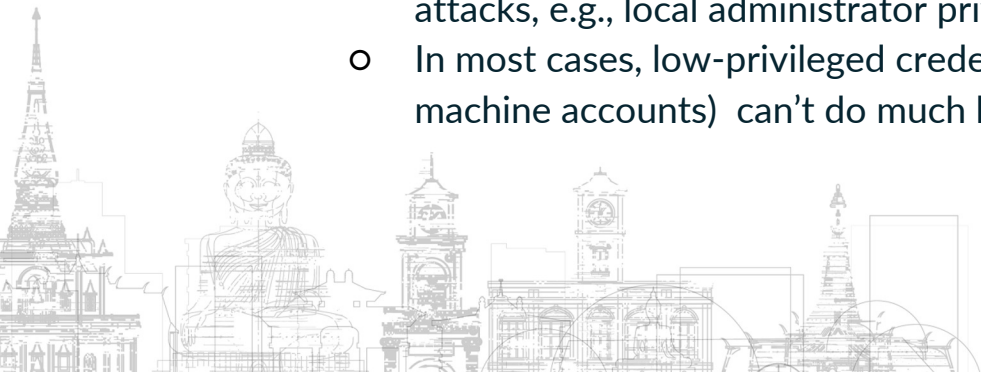 attacks, e.g., local administrator pri
In most cases, low-privileged crede
machine accounts) can't do much